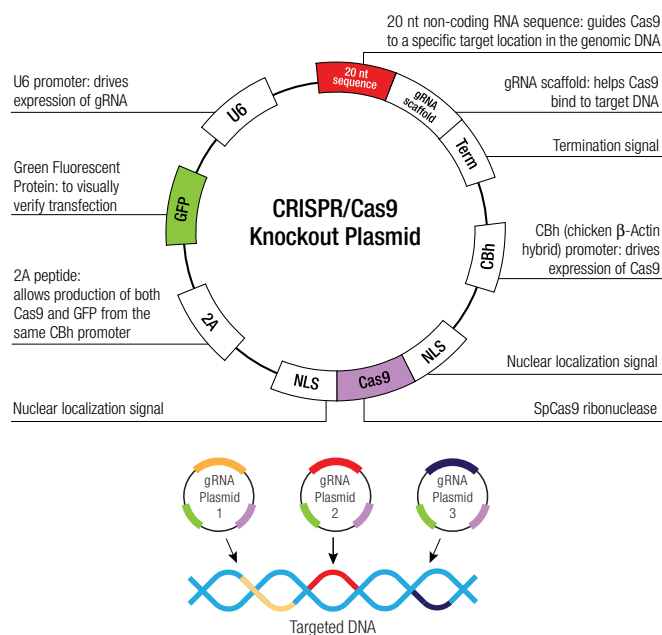 20 nt non-coding RNA sequence: guides Cas9
to a specific target location in the genomic DNA
U6 promoter: drives
expression of gRNA
gRNA scaffold: helps Cas9
bind to target DNA
Termination signal
Green Fluorescent
Protein: to visually
verify transfection
CBh (chicken β-Actin
hybrid) promoter: drives
expression of Cas9
2A peptide:
allows production of both
Cas9 and GFP from the
same CBh promoter
Nuclear localization signal
Nuclear localization signal
SpCas9 ribonuclease
20 nt
sequence
gRNA
scaffold
Term
CBh
NLS
Cas9
NLS
2A
GFP
U6
CRISPR/Cas9
Knockout Plasmid
gRNA
Plasmid
1
gRNA
Plasmid
2
gRNA
Plasmid
3
Targeted DNA